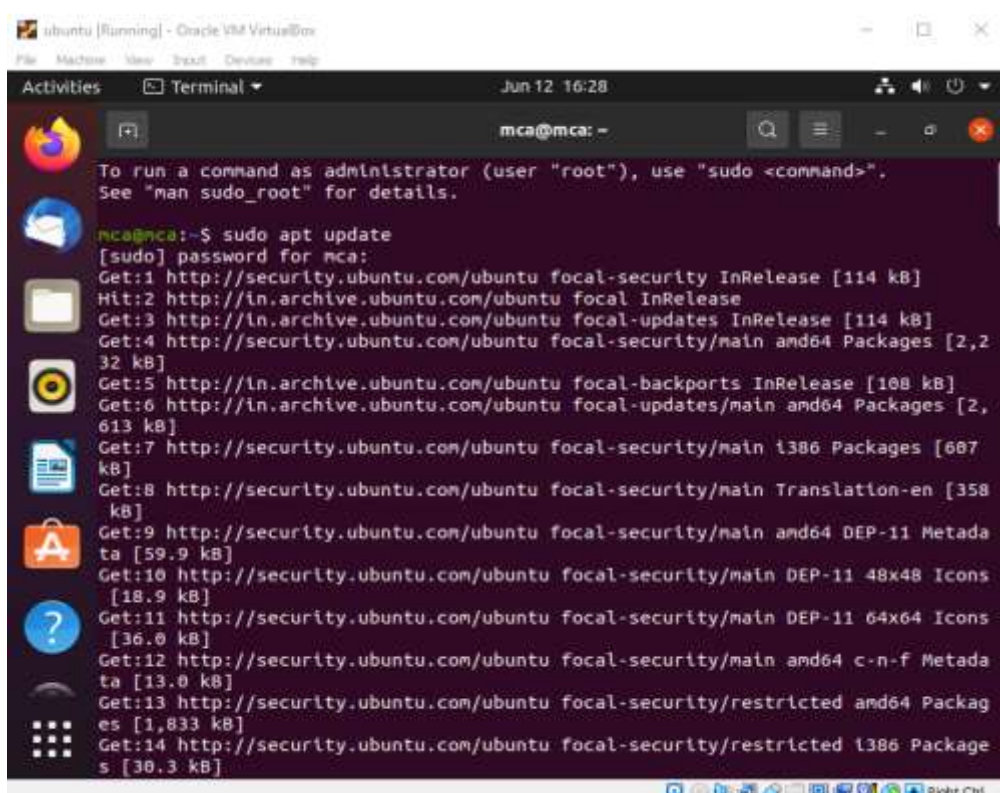 ubuntu [Running] - Oracle VM VirtualBox
File Machine View Input Devices Help
Activities Terminal Jun 12 16:28
mca@mca: ~
To run a command as administrator (user "root"), use "sudo <command>".
See "man sudo_root" for details.
mca@mca:~$ sudo apt update
[sudo] password for mca:
Get:1 http://security.ubuntu.com/ubuntu focal-security InRelease [114 kB]
Hit:2 http://in.archive.ubuntu.com/ubuntu focal InRelease
Get:3 http://in.archive.ubuntu.com/ubuntu focal-updates InRelease [114 kB]
Get:4 http://security.ubuntu.com/ubuntu focal-security/main amd64 Packages [2,2
32 kB]
Get:5 http://in.archive.ubuntu.com/ubuntu focal-backports InRelease [108 kB]
Get:6 http://in.archive.ubuntu.com/ubuntu focal-updates/main amd64 Packages [2,
613 kB]
Get:7 http://security.ubuntu.com/ubuntu focal-security/main i386 Packages [607
kB]
Get:8 http://security.ubuntu.com/ubuntu focal-security/main Translation-en [358
kB]
Get:9 http://security.ubuntu.com/ubuntu focal-security/main amd64 DEP-11 Metada
ta [59.9 kB]
Get:10 http://security.ubuntu.com/ubuntu focal-security/main DEP-11 48x48 Icons
[18.9 kB]
Get:11 http://security.ubuntu.com/ubuntu focal-security/main DEP-11 64x64 Icons
[36.0 kB]
Get:12 http://security.ubuntu.com/ubuntu focal-security/main amd64 c-n-f Metada
ta [13.0 kB]
Get:13 http://security.ubuntu.com/ubuntu focal-security/restricted amd64 Packag
es [1,833 kB]
Get:14 http://security.ubuntu.com/ubuntu focal-security/restricted i386 Package
s [30.3 kB]
Right Ctrl